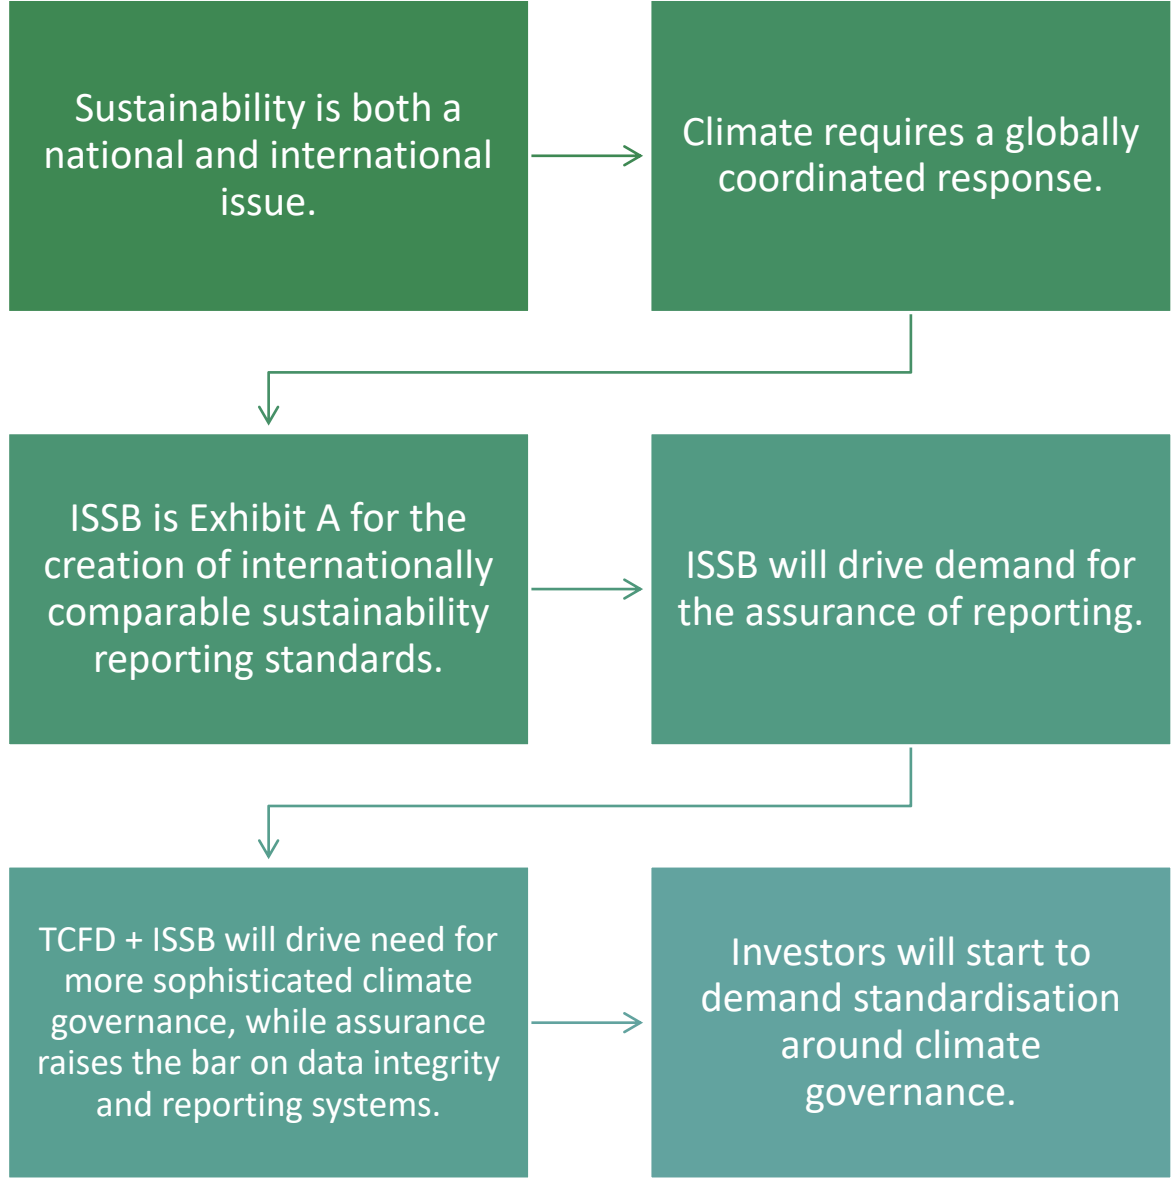 Sustainability is both a
national and international
issue.
Climate requires a globally
coordinated response.
ISSB is Exhibit A for the
creation of internationally
comparable sustainability
reporting standards.
ISSB will drive demand for
the assurance of reporting.
TCFD + ISSB will drive need for
more sophisticated climate
governance, while assurance
raises the bar on data integrity
and reporting systems.
Investors will start to
demand standardisation
around climate
governance.